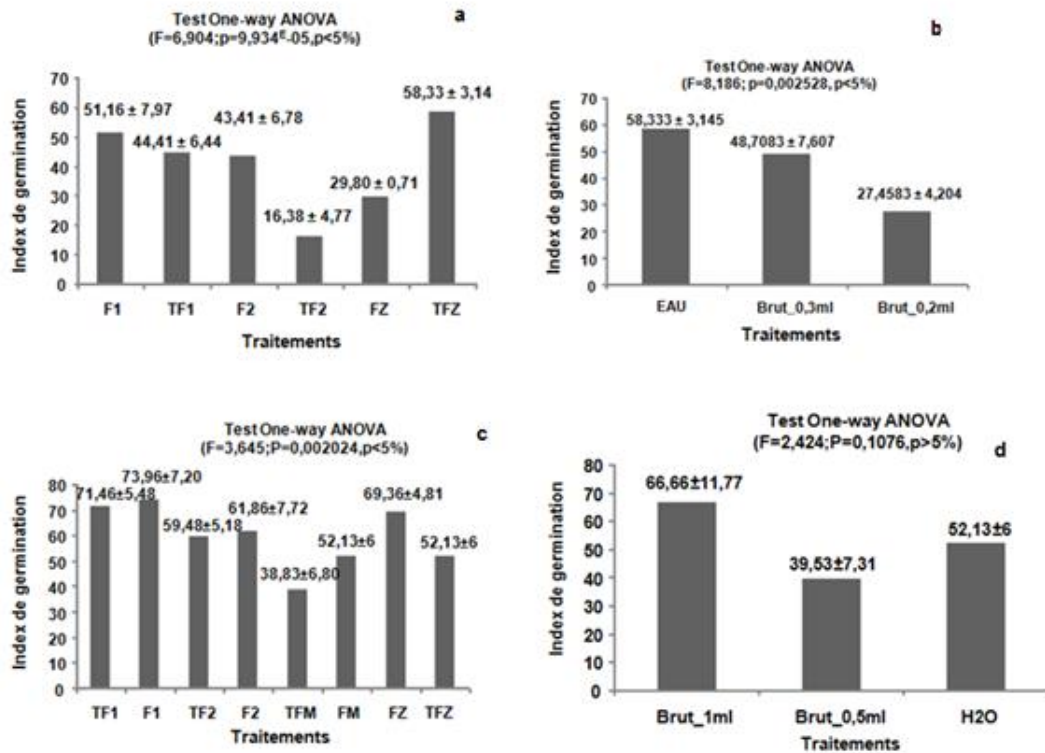 a
Test One-way ANOVA
(F=6,904;p=9,934ᴱ-05,p<5%)
Index de germination
70
60
50
40
30
20
10
0
51,16 ± 7,97
44,41 ± 6,44
43,41 ± 6,78
16,38 ± 4,77
29,80 ± 0,71
58,33 ± 3,14
F1 TF1 F2 TF2 FZ TFZ
Traitements
b
Test One-way ANOVA
(F=8,186; p=0,002528, p<5%)
Index de germination
70
60
50
40
30
20
10
0
58,333 ± 3,145
48,7083 ± 7,607
27,4583 ± 4,204
EAU Brut_0,3ml Brut_0,2ml
Traitements
c
Test One-way ANOVA
(F=3,645;P=0,002024,p<5%)
Index de germination
80
70
60
50
40
30
20
10
0
71,46±5,48
73,96±7,20
59,48±5,18
61,86±7,72
38,83±6,80
52,13±6
69,36±4,81
52,13±6
TF1 F1 TF2 F2 TFM FM FZ TFZ
Traitements
d
Test One-way ANOVA
(F=2,424;P=0,1076,p>5%)
Index de germination
80
70
60
50
40
30
20
10
0
66,66±11,77
39,53±7,31
52,13±6
Brut_1ml Brut_0,5ml H2O
Traitements